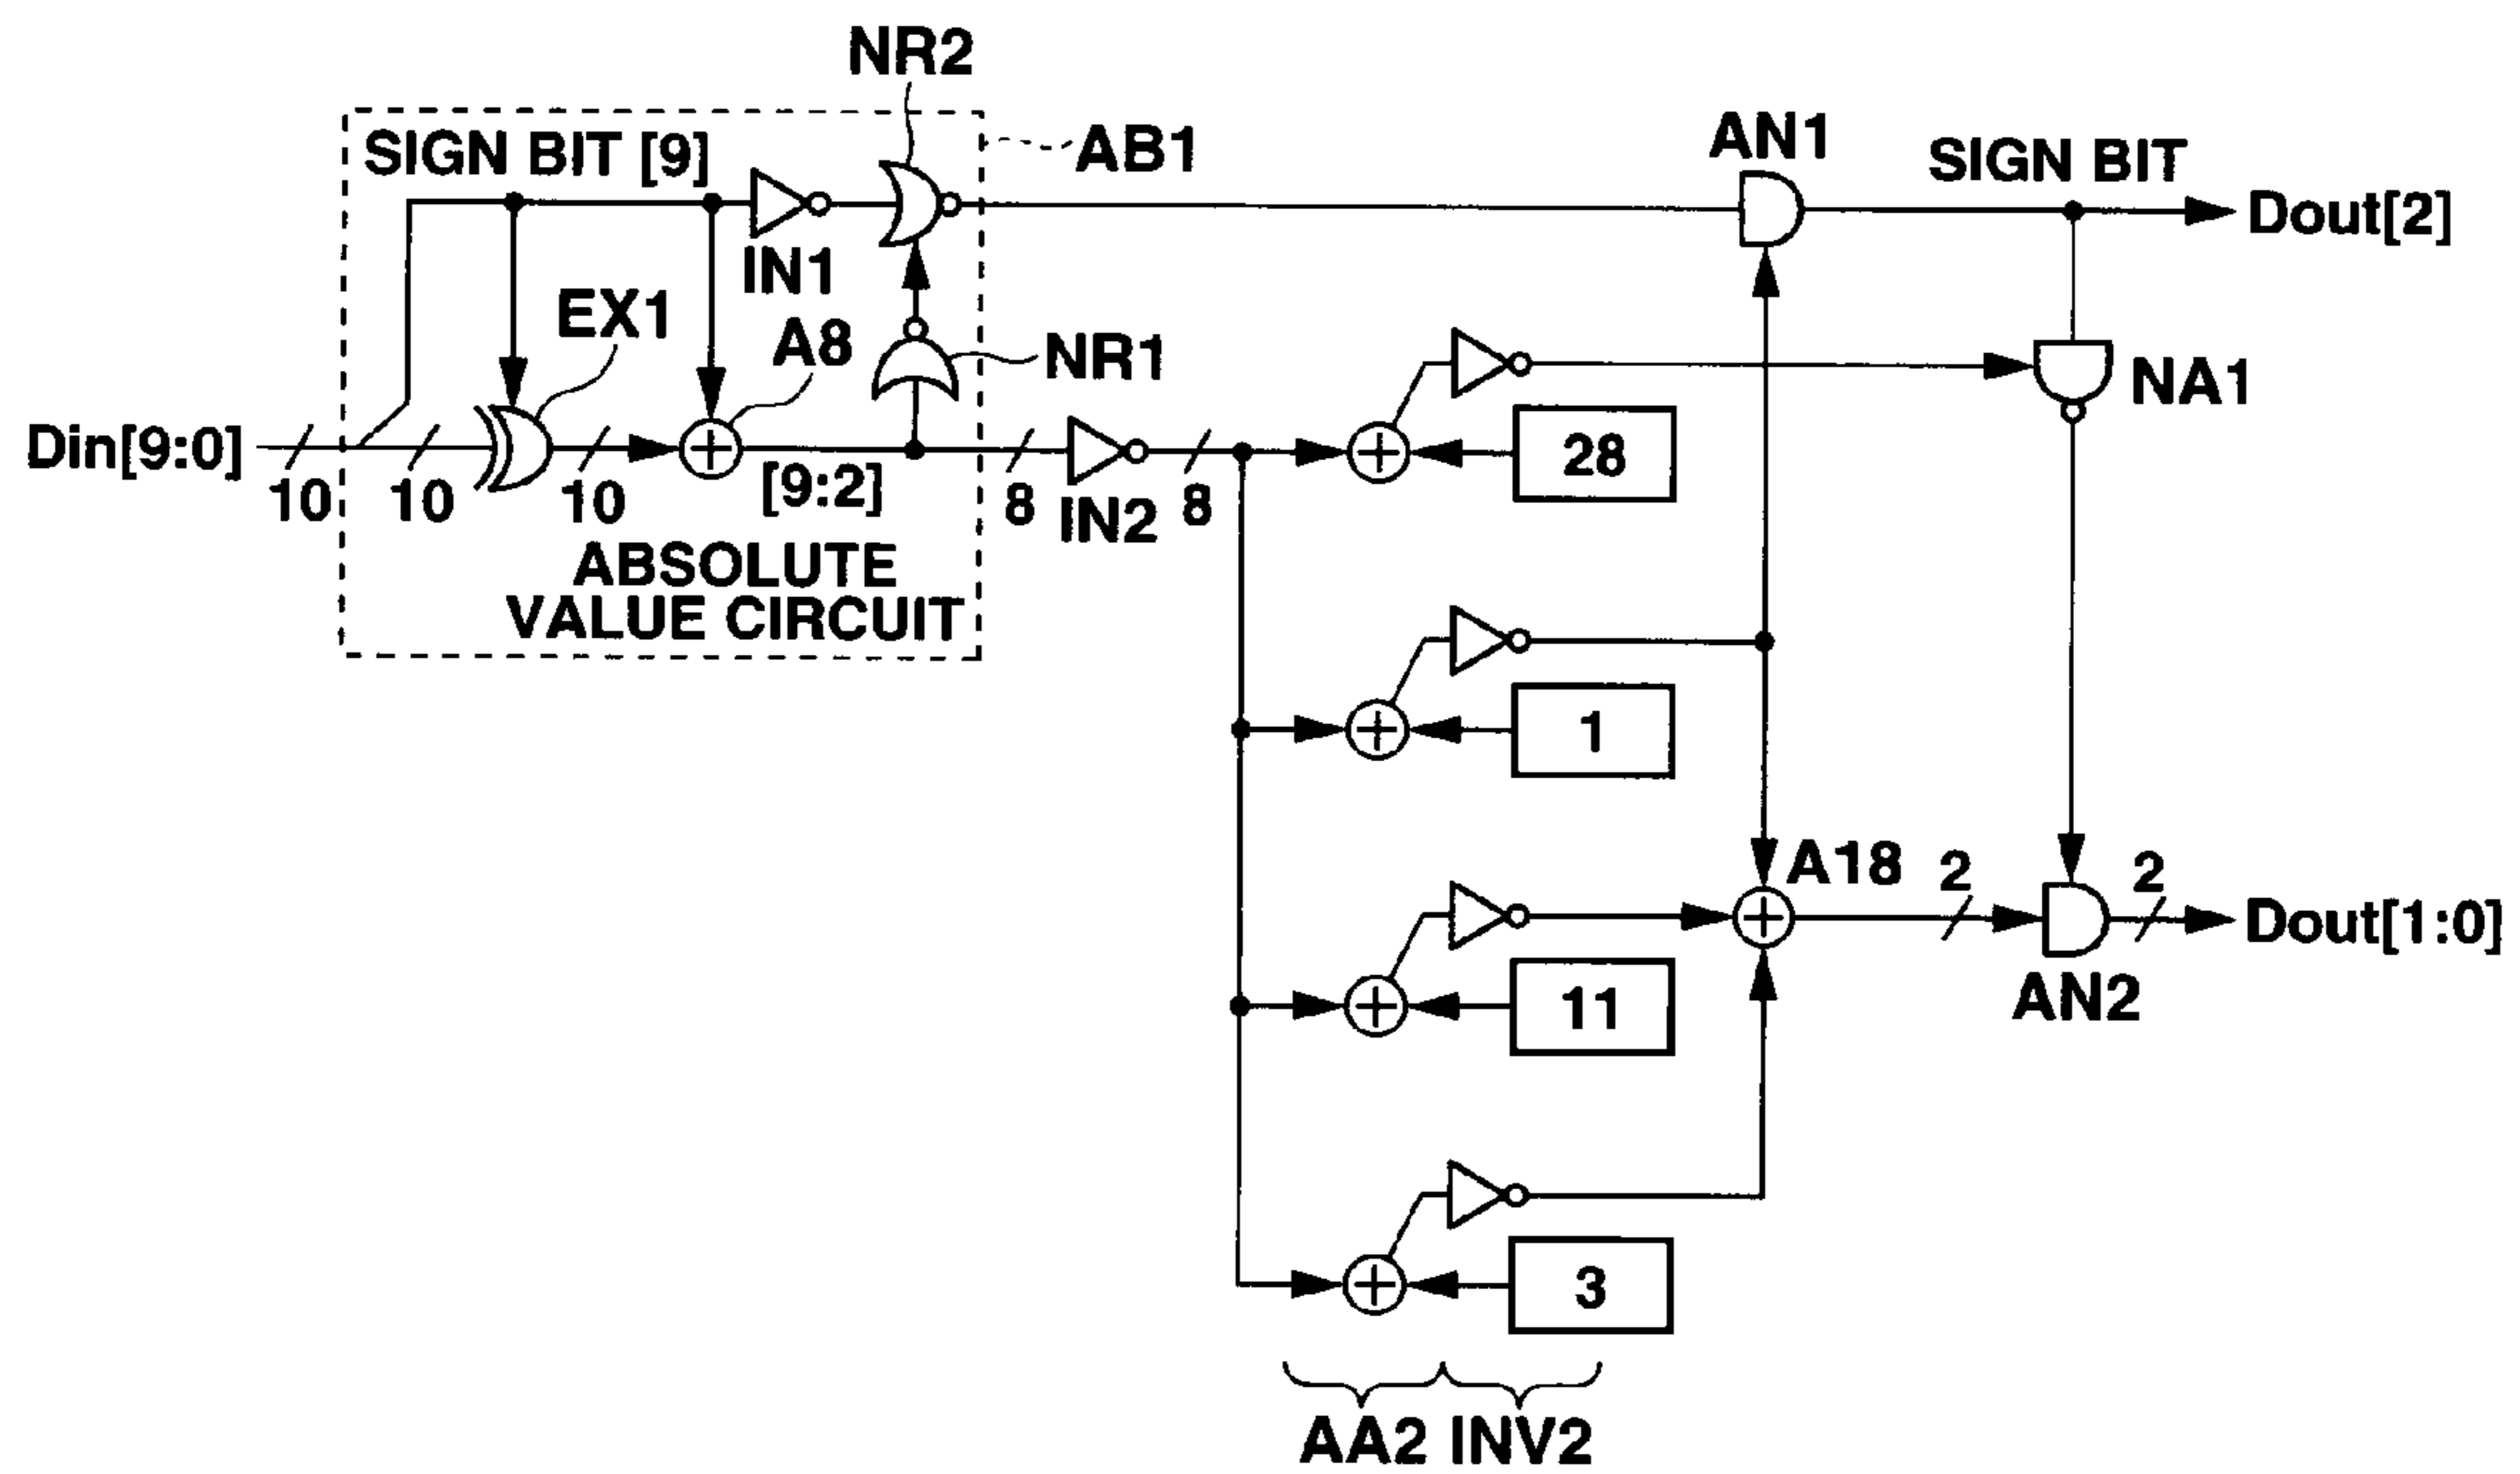 NR2
SIGN BIT [9]
AB1
AN1
SIGN BIT
Dout[2]
IN1
EX1
A8
NR1
NA1
Din[9:0]
10
10
10
[9:2]
8
IN2
8
28
ABSOLUTE
VALUE CIRCUIT
1
A18
2
2
Dout[1:0]
11
AN2
3
AA2
INV2